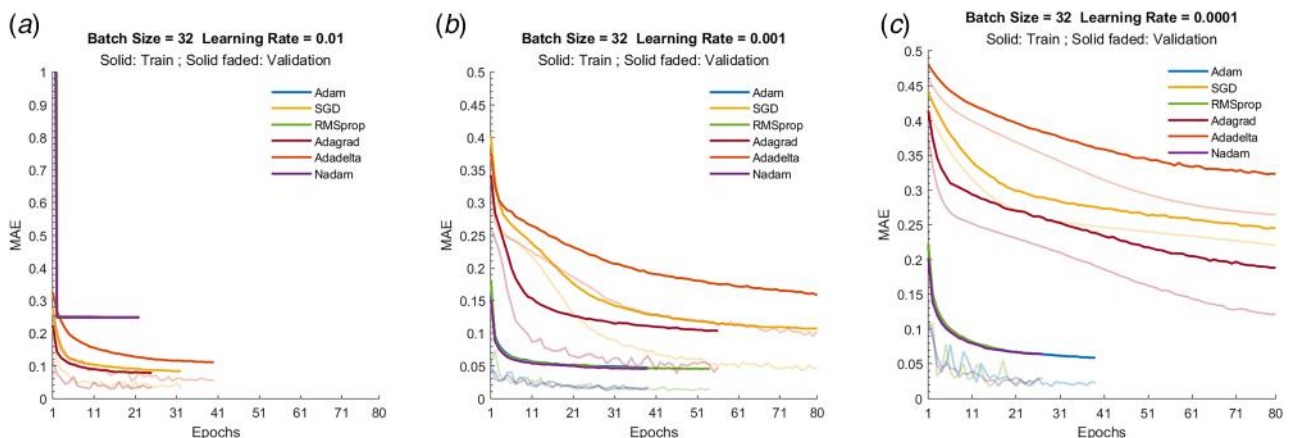 (a)
Batch Size = 32 Learning Rate = 0.01
Solid: Train ; Solid faded: Validation
1
0.9
0.8
0.7
0.6
0.5
0.4
0.3
0.2
0.1
0
MAE
Adam
SGD
RMSprop
Adagrad
Adadelta
Nadam
1 11 21 31 41 51 61 71 80
Epochs
(b)
Batch Size = 32 Learning Rate = 0.001
Solid: Train ; Solid faded: Validation
0.5
0.45
0.4
0.35
0.3
0.25
0.2
0.15
0.1
0.05
0
MAE
Adam
SGD
RMSprop
Adagrad
Adadelta
Nadam
1 11 21 31 41 51 61 71 80
Epochs
(c)
Batch Size = 32 Learning Rate = 0.0001
Solid: Train ; Solid faded: Validation
0.5
0.45
0.4
0.35
0.3
0.25
0.2
0.15
0.1
0.05
0
MAE
Adam
SGD
RMSprop
Adagrad
Adadelta
Nadam
1 11 21 31 41 51 61 71 80
Epochs